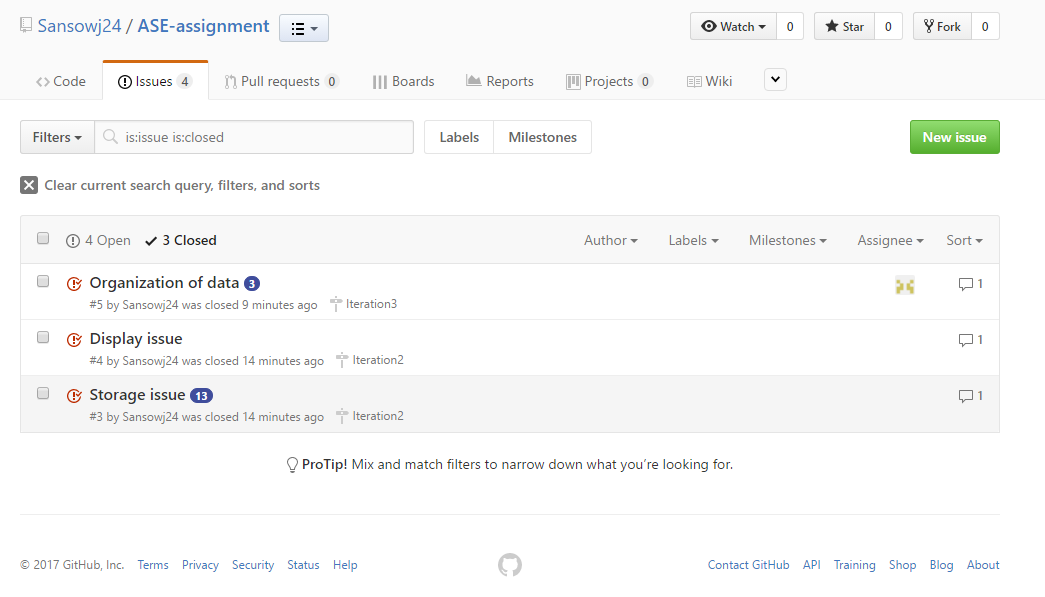 Sansowj24 / ASE-assignment Watch 0 Star 0 Fork 0
Code Issues 4 Pull requests 0 Boards Reports Projects 0 Wiki
Filters is:issue is:closed Labels Milestones New issue
Clear current search query, filters, and sorts
4 Open 3 Closed Author Labels Milestones Assignee Sort
Organization of data 3 1
#5 by Sansowj24 was closed 9 minutes ago Iteration3
Display issue 1
#4 by Sansowj24 was closed 14 minutes ago Iteration2
Storage issue 13 1
#3 by Sansowj24 was closed 14 minutes ago Iteration2
ProTip! Mix and match filters to narrow down what you’re looking for.
© 2017 GitHub, Inc. Terms Privacy Security Status Help Contact GitHub API Training Shop Blog About